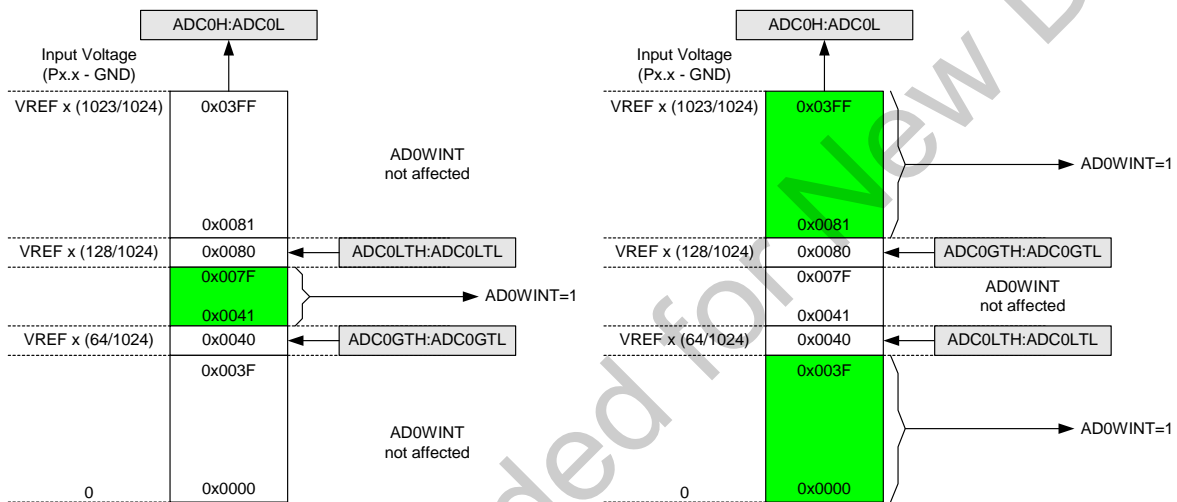 ADC0H:ADC0L
Input Voltage
(Px.x - GND)
VREF x (1023/1024)
0x03FF
AD0WINT
not affected
0x0081
VREF x (128/1024)
0x0080
ADC0LTH:ADC0LTL
0x007F
AD0WINT=1
0x0041
VREF x (64/1024)
0x0040
ADC0GTH:ADC0GTL
0x003F
AD0WINT
not affected
0
0x0000
ADC0H:ADC0L
Input Voltage
(Px.x - GND)
VREF x (1023/1024)
0x03FF
AD0WINT=1
0x0081
VREF x (128/1024)
0x0080
ADC0GTH:ADC0GTL
0x007F
AD0WINT
not affected
0x0041
VREF x (64/1024)
0x0040
ADC0LTH:ADC0LTL
0x003F
AD0WINT=1
0
0x0000
ded for New D